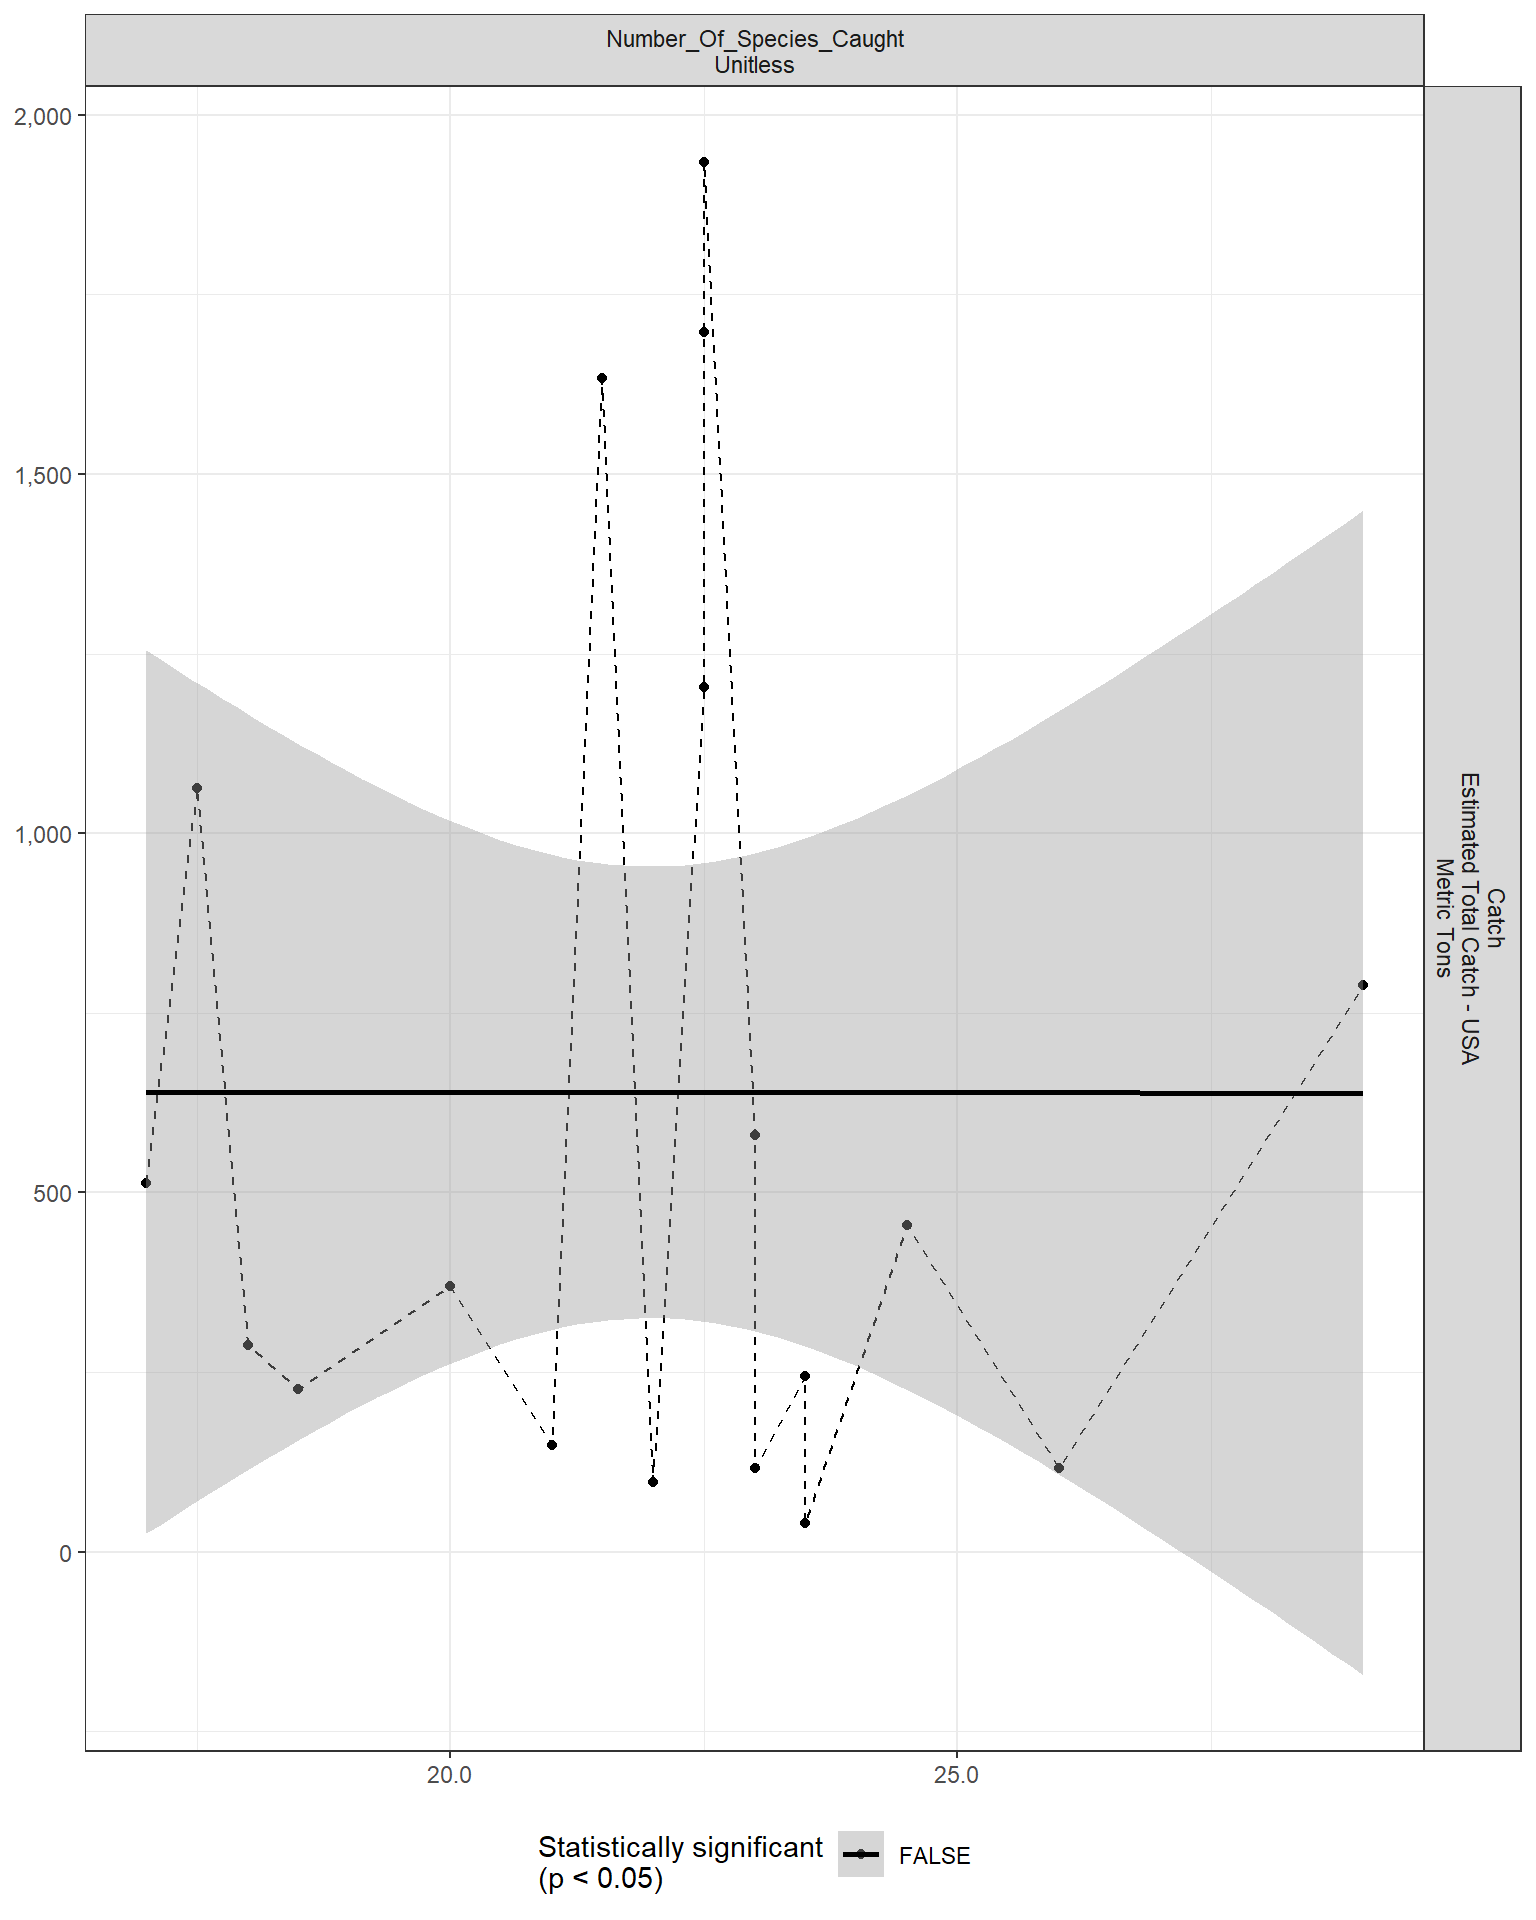 Number_Of_Species_Caught
Unitless
2,000
1,500
1,000
500
0
Catch
Estimated Total Catch - USA
Metric Tons
20.0
25.0
Statistically significant
(p < 0.05)
FALSE